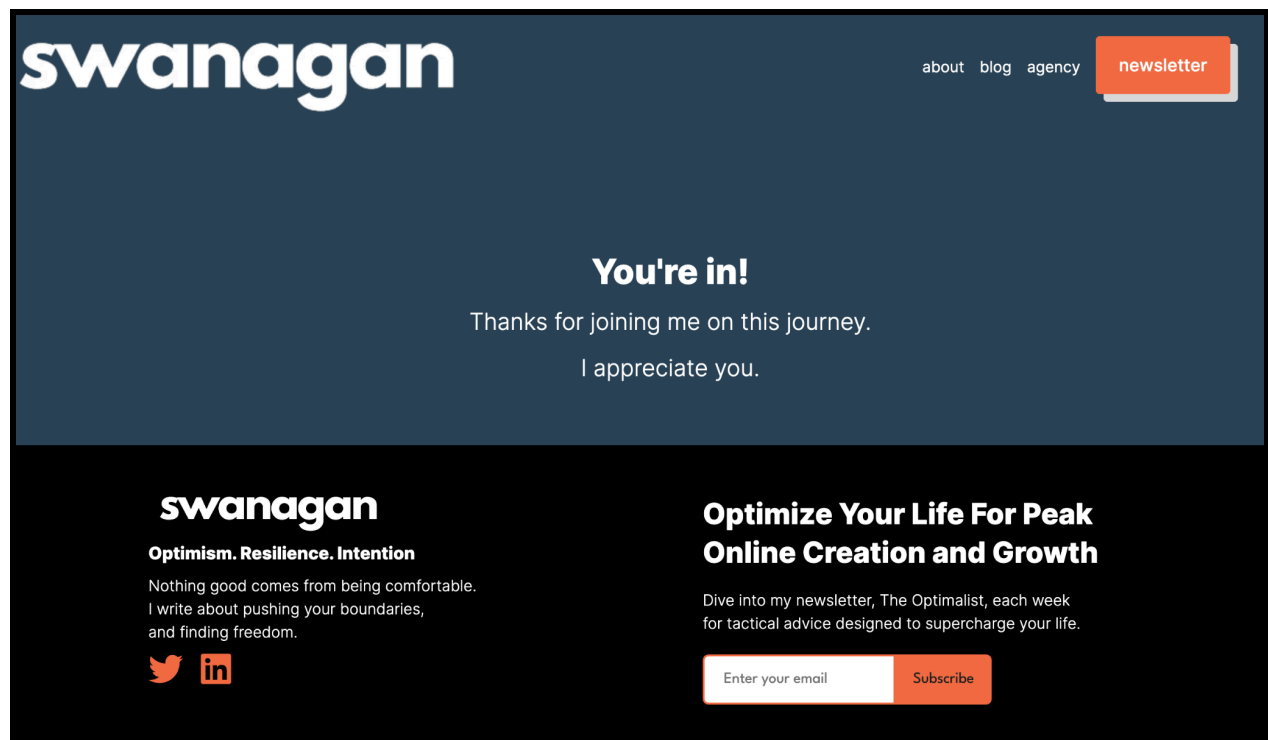 swanagan
about blog agency newsletter
You're in!
Thanks for joining me on this journey.
I appreciate you.
swanagan
Optimism. Resilience. Intention
Nothing good comes from being comfortable.
I write about pushing your boundaries,
and finding freedom.
in
Optimize Your Life For Peak
Online Creation and Growth
Dive into my newsletter, The Optimalist, each week
for tactical advice designed to supercharge your life.
Enter your email Subscribe